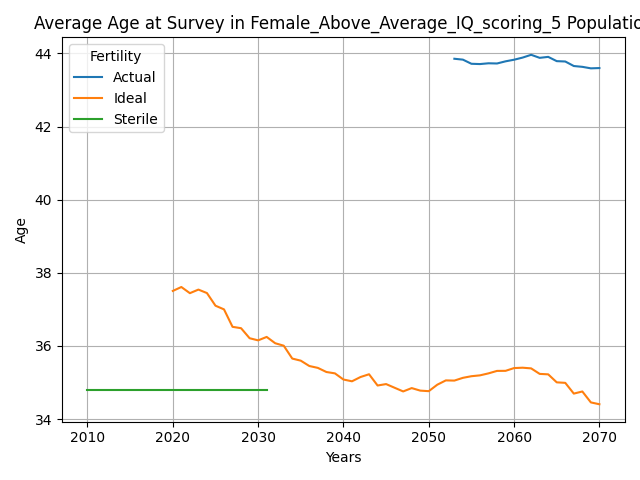 Average Age at Survey in Female_Above_Average_IQ_scoring_5 Populatio
Fertility
Actual
Ideal
Sterile
44
42
40
38
36
34
Age
2010 2020 2030 2040 2050 2060 2070
Years